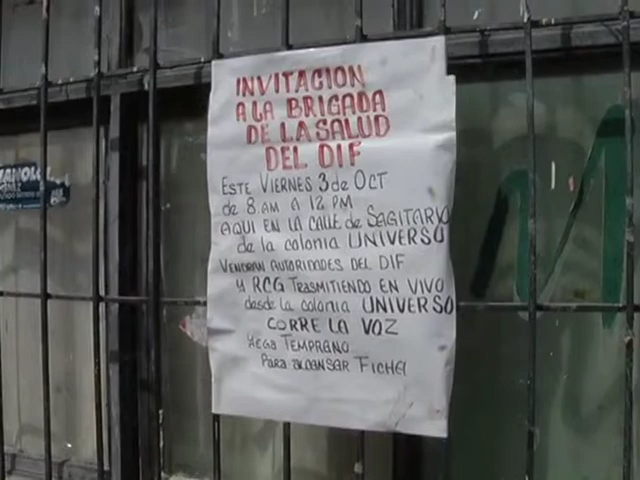 INVITACION
A LA BRIGADA
DE LA SALUD
DEL DIF
ESTE VIERNES 3 de OCT
de 8 AM A 12 PM
AQUI EN LA CALLE de SAGITARIO
de la colonia UNIVERSO
VENDRAN AUTORIDADES DEL DIF
Y RCG TRASMITIENDO EN VIVO
desde la colonia UNIVERSO
CORRE LA VOZ
LLEGA TEMPRANO
PARA alCANSAR FICHA